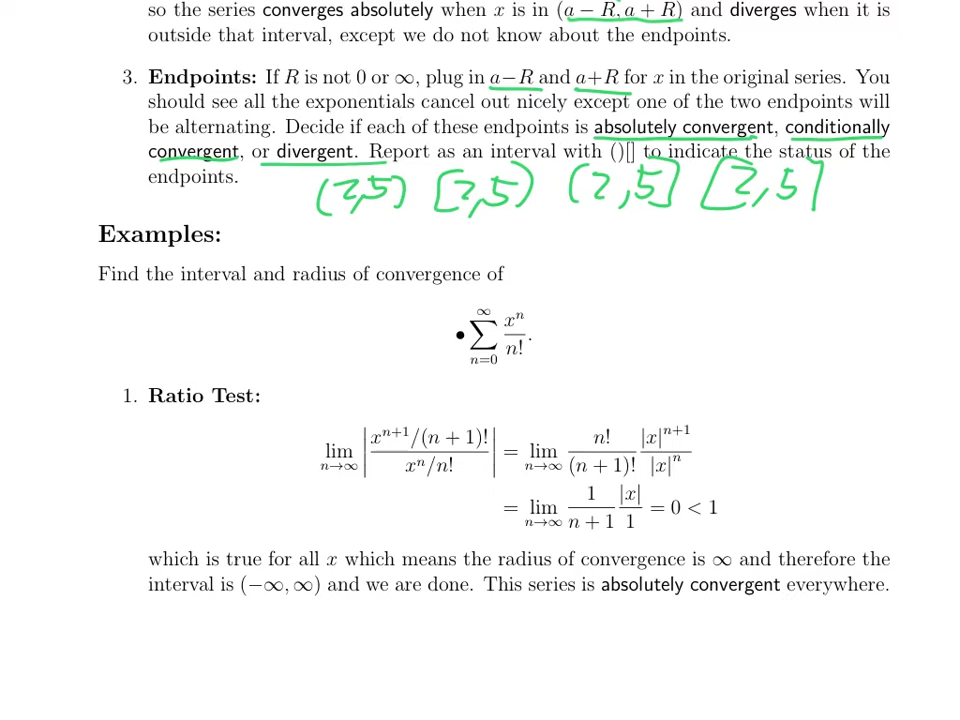 so the series converges absolutely when x is in (a − R, a + R) and diverges when it is
outside that interval, except we do not know about the endpoints.
3. Endpoints: If R is not 0 or ∞, plug in a−R and a+R for x in the original series. You
should see all the exponentials cancel out nicely except one of the two endpoints will
be alternating. Decide if each of these endpoints is absolutely convergent, conditionally
convergent, or divergent. Report as an interval with ()[] to indicate the status of the
endpoints.
(2,5) [2,5) (2,5] [2,5]
Examples:
Find the interval and radius of convergence of
• ∑_{n=0}^{∞} x^n/n!.
1. Ratio Test:
lim_{n→∞} |(x^{n+1}/(n + 1)!)/(x^n/n!)| = lim_{n→∞} n!/(n + 1)! |x|^{n+1}/|x|^n
= lim_{n→∞} 1/(n + 1) |x|/1 = 0 < 1
which is true for all x which means the radius of convergence is ∞ and therefore the
interval is (−∞, ∞) and we are done. This series is absolutely convergent everywhere.